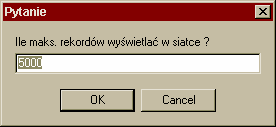 Pytanie
Ile maks. rekordów wyświetlać w siatce ?
5000
OK
Cancel